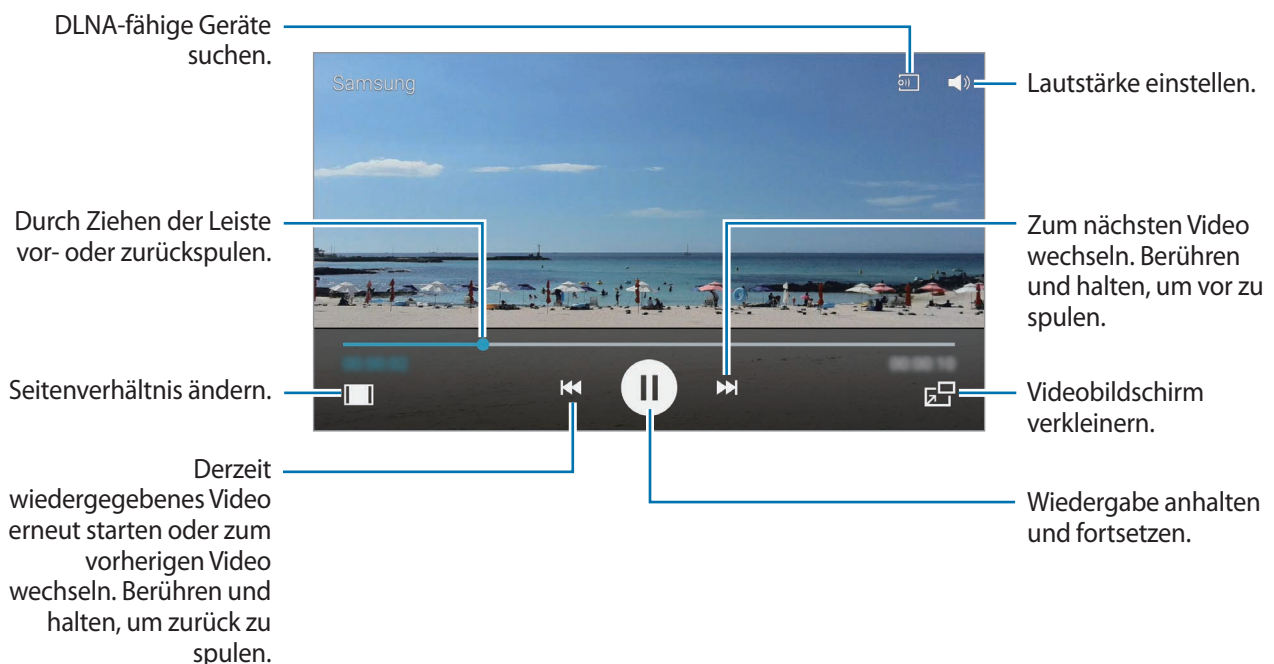 DLNA-fähige Geräte
suchen.
Samsung
Lautstärke einstellen.
Durch Ziehen der Leiste
vor- oder zurückspulen.
Zum nächsten Video
wechseln. Berühren
und halten, um vor zu
spulen.
Seitenverhältnis ändern.
Videobildschirm
verkleinern.
Derzeit
wiedergegebenes Video
erneut starten oder zum
vorherigen Video
wechseln. Berühren und
halten, um zurück zu
spulen.
Wiedergabe anhalten
und fortsetzen.